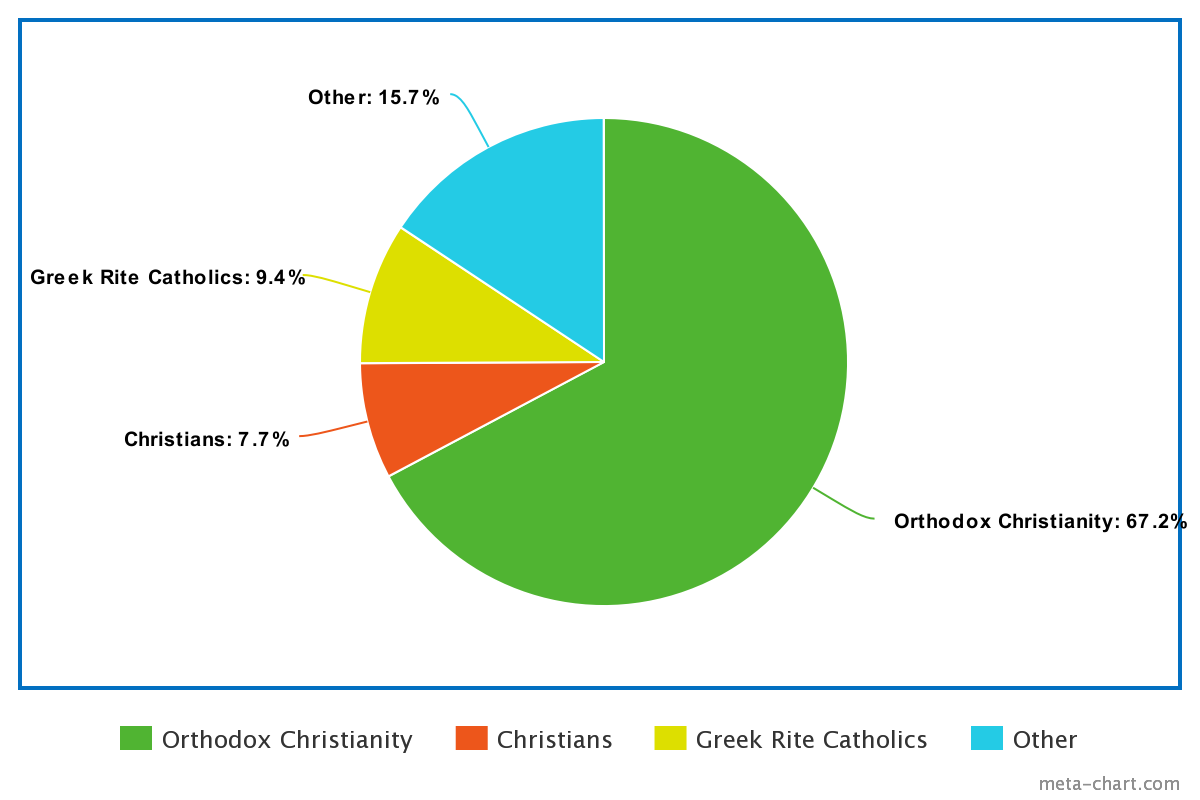 Other: 15.7%
Greek Rite Catholics: 9.4%
Christians: 7.7%
Orthodox Christianity: 67.2%
Orthodox Christianity Christians Greek Rite Catholics Other
meta-chart.com